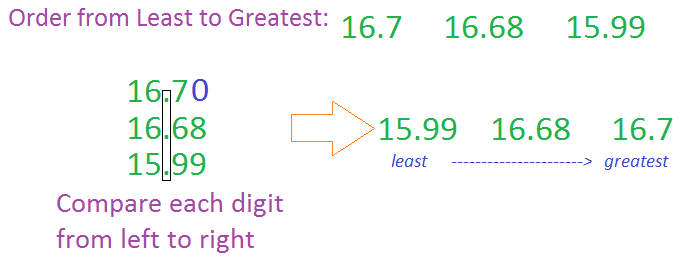 Order from Least to Greatest: 16.7 16.68 15.99
16.70
16.68
15.99
15.99 16.68 16.7
least ----------------------> greatest
Compare each digit
from left to right